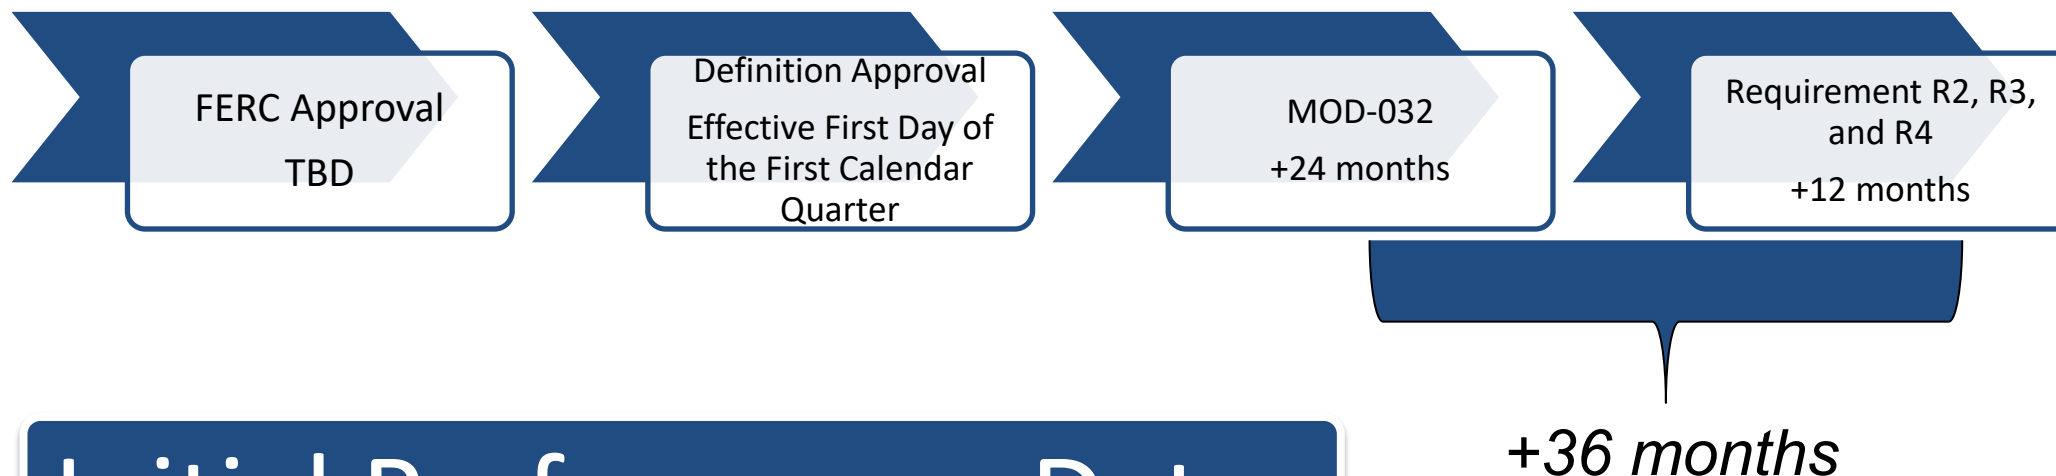 FERC Approval
TBD
Definition Approval
Effective First Day of
the First Calendar
Quarter
MOD-032
+24 months
Requirement R2, R3,
and R4
+12 months
+36 months
Initial